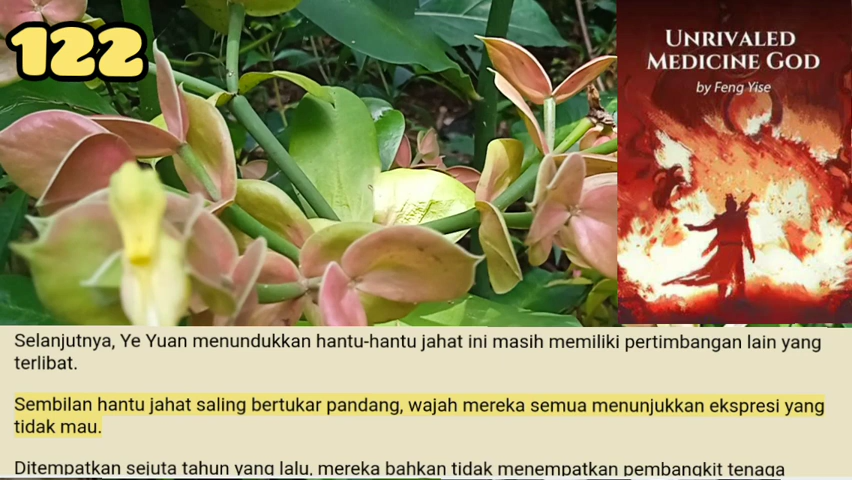 122
UNRIVALED
MEDICINE GOD
by Feng Yise
Selanjutnya, Ye Yuan menundukkan hantu-hantu jahat ini masih memiliki pertimbangan lain yang
terlibat.
Sembilan hantu jahat saling bertukar pandang, wajah mereka semua menunjukkan ekspresi yang
tidak mau.
Ditempatkan sejuta tahun yang lalu, mereka bahkan tidak menempatkan pembangkit tenaga